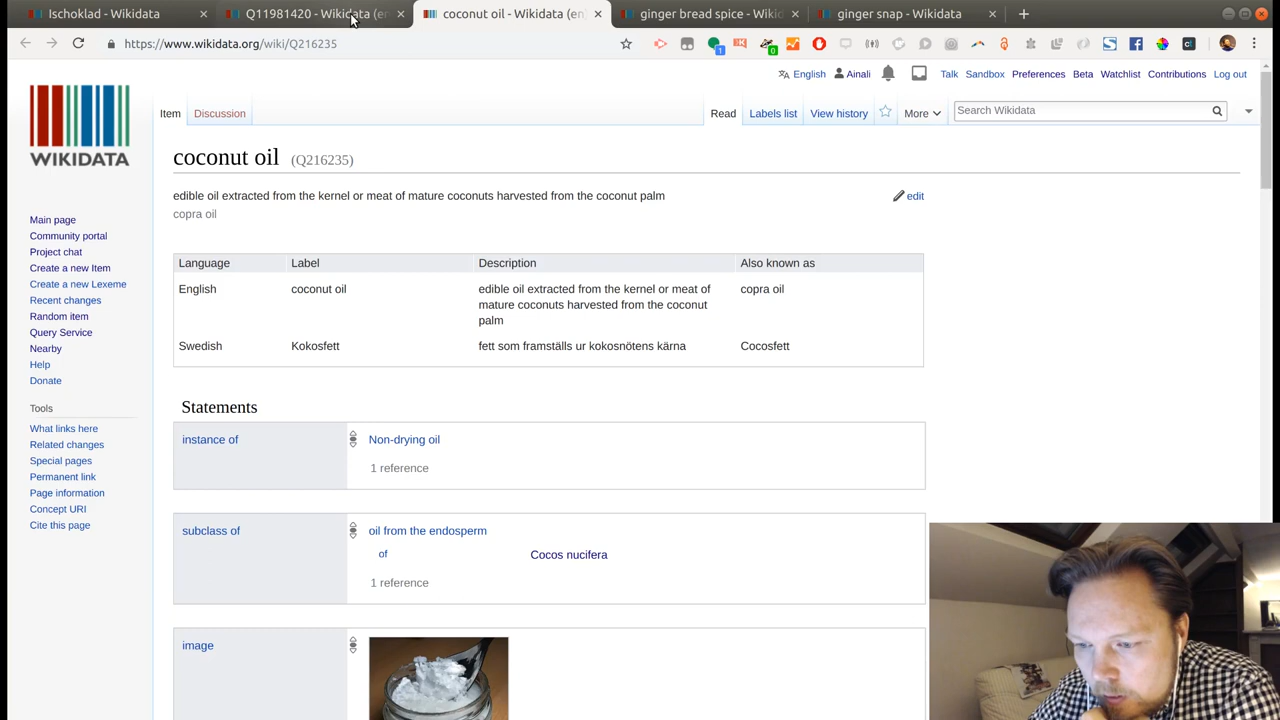 Ischoklad - Wikidata
Q11981420 - Wikidata (en
coconut oil - Wikidata (en
ginger bread spice - Wikid
ginger snap - Wikidata
https://www.wikidata.org/wiki/Q216235
1
0
English
Ainali
Talk
Sandbox
Preferences
Beta
Watchlist
Contributions
Log out
Item
Discussion
Read
Labels list
View history
More
Search Wikidata
WIKIDATA
Main page
Community portal
Project chat
Create a new Item
Create a new Lexeme
Recent changes
Random item
Query Service
Nearby
Help
Donate
Tools
What links here
Related changes
Special pages
Permanent link
Page information
Concept URI
Cite this page
coconut oil (Q216235)
edible oil extracted from the kernel or meat of mature coconuts harvested from the coconut palm
edit
copra oil
Language Label Description Also known as
English coconut oil edible oil extracted from the kernel or meat of copra oil
mature coconuts harvested from the coconut
palm
Swedish Kokosfett fett som framställs ur kokosnötens kärna Cocosfett
Statements
instance of Non-drying oil
1 reference
subclass of oil from the endosperm
of Cocos nucifera
1 reference
image